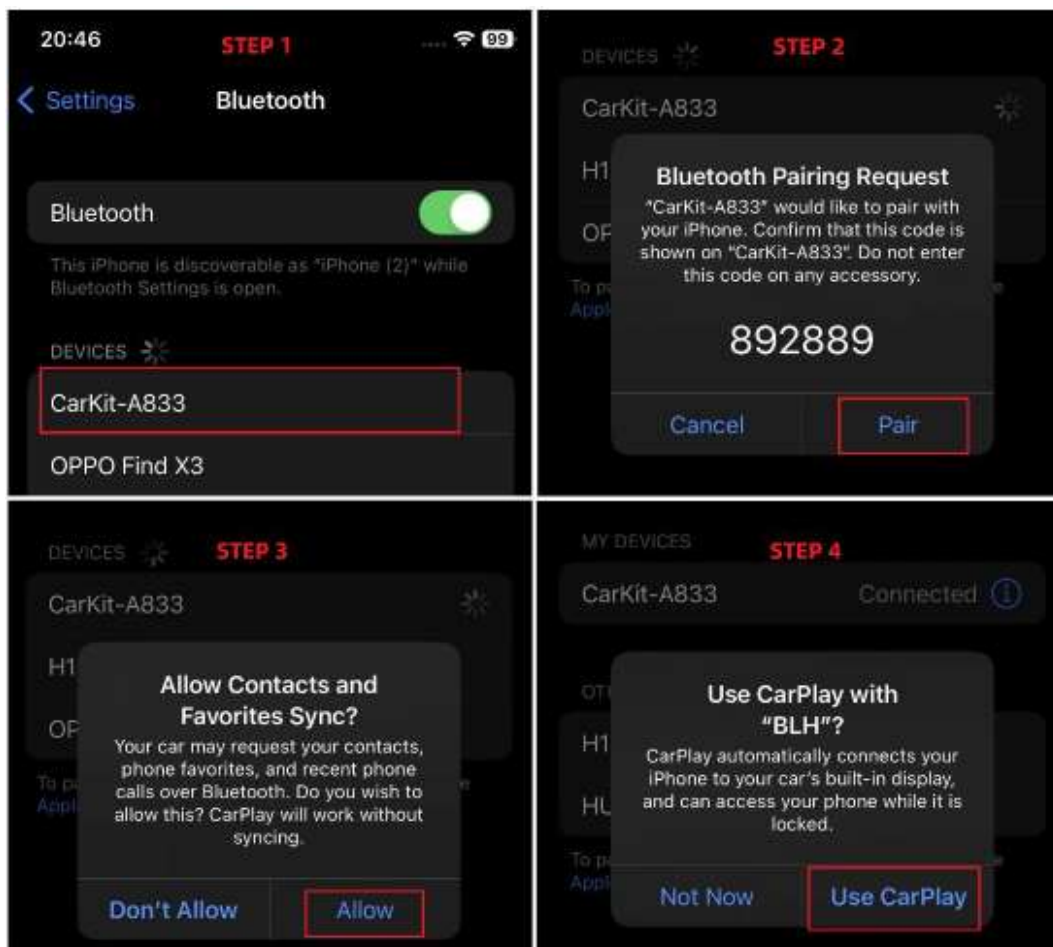 20:46
STEP 1
99
Settings
Bluetooth
Bluetooth
This iPhone is discoverable as "iPhone (2)" while
Bluetooth Settings is open.
DEVICES
CarKit-A833
OPPO Find X3
DEVICES
STEP 2
CarKit-A833
H1
OP
Bluetooth Pairing Request
"CarKit-A833" would like to pair with
your iPhone. Confirm that this code is
shown on "CarKit-A833". Do not enter
this code on any accessory.
To p
Appl
892889
Cancel
Pair
DEVICES
STEP 3
CarKit-A833
H1
OP
Allow Contacts and
Favorites Sync?
Your car may request your contacts,
phone favorites, and recent phone
calls over Bluetooth. Do you wish to
allow this? CarPlay will work without
syncing.
To p
Appl
Don't Allow
Allow
MY DEVICES
STEP 4
CarKit-A833
Connected
OT
H1
HU
Use CarPlay with
"BLH"?
CarPlay automatically connects your
iPhone to your car's built-in display,
and can access your phone while it is
locked.
To p
Appl
Not Now
Use CarPlay